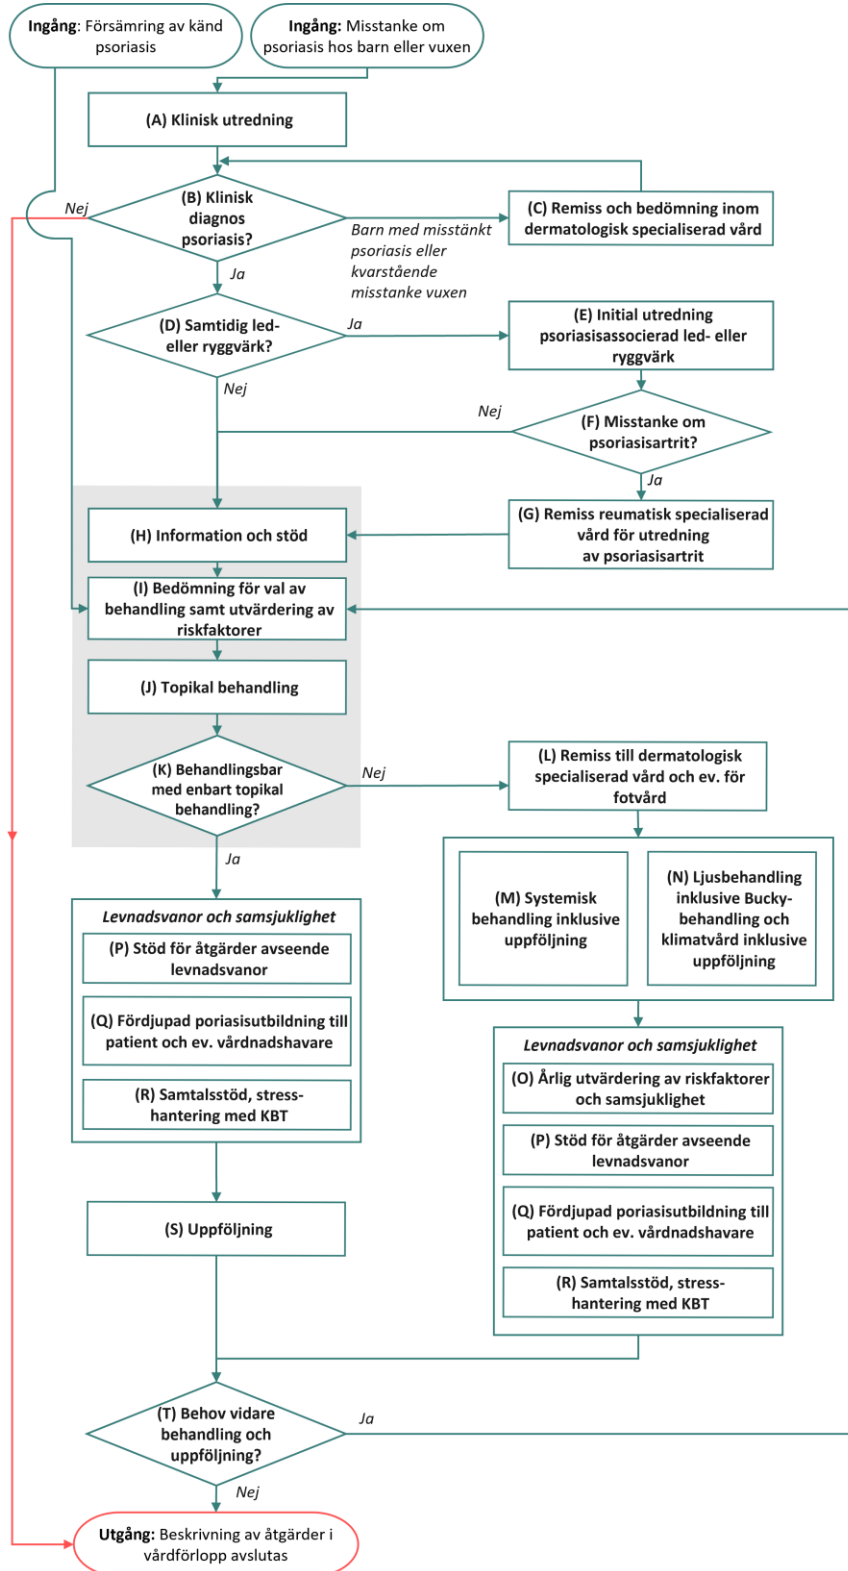 Ingång: Försämring av känd
psoriasis
Ingång: Misstanke om
psoriasis hos barn eller vuxen
(A) Klinisk utredning
(B) Klinisk
diagnos
psoriasis?
Nej
Barn med misstänkt
psoriasis eller
kvarstående
misstanke vuxen
(C) Remiss och bedömning inom
dermatologisk specialiserad vård
Ja
(D) Samtidig led-
eller ryggvärk?
Ja
(E) Initial utredning
psoriasisassocierad led- eller
ryggvärk
Nej
Nej
(F) Misstanke om
psoriasisartrit?
Ja
(G) Remiss reumatisk specialiserad
vård för utredning
av psoriasisartrit
(H) Information och stöd
(I) Bedömning för val av
behandling samt utvärdering av
riskfaktorer
(J) Topikal behandling
(K) Behandlingsbar
med enbart topikal
behandling?
Nej
(L) Remiss till dermatologisk
specialiserad vård och ev. för
fotvård
Ja
(M) Systemisk
behandling inklusive
uppföljning
(N) Ljusbehandling
inklusive Bucky-
behandling och
klimatvård inklusive
uppföljning
Levnadsvanor och samsjuklighet
(P) Stöd för åtgärder avseende
levnadsvanor
(Q) Fördjupad poriasisutbildning till
patient och ev. vårdnadshavare
(R) Samtalsstöd, stress-
hantering med KBT
Levnadsvanor och samsjuklighet
(O) Årlig utvärdering av riskfaktorer
och samsjuklighet
(P) Stöd för åtgärder avseende
levnadsvanor
(Q) Fördjupad poriasisutbildning till
patient och ev. vårdnadshavare
(R) Samtalsstöd, stress-
hantering med KBT
(S) Uppföljning
(T) Behov vidare
behandling och
uppföljning?
Ja
Nej
Utgång: Beskrivning av åtgärder i
vårdförlopp avslutas